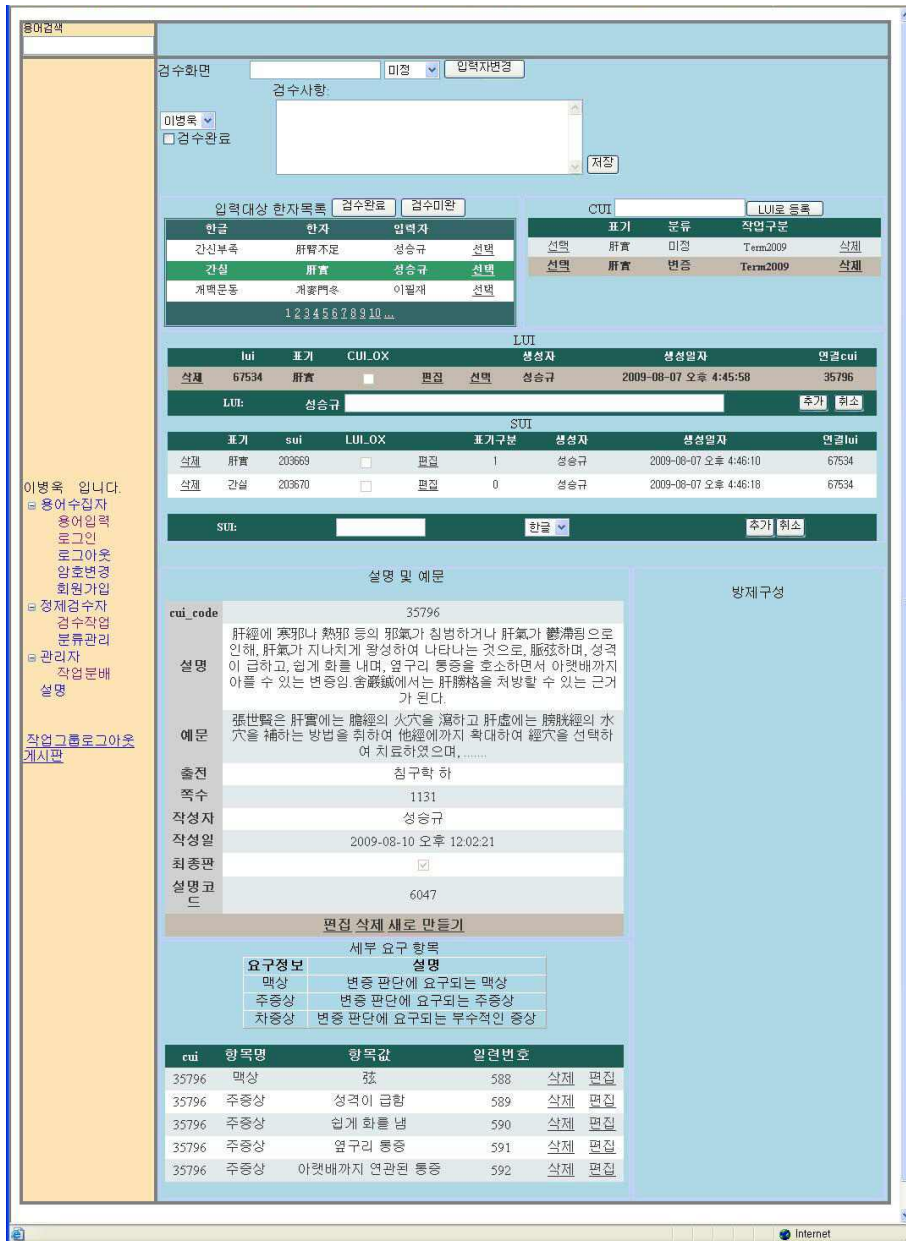 용어검색
검수화면 미정 입력자변경
검수사항:
이병욱
검수완료
저장
입력대상 한자목록 검수완료 검수미완
한글 한자 입력자
간신부족 肝腎不足 성승규 선택
간실 肝實 성승규 선택
개맥문동 개麥門冬 이필재 선택
1 2 3 4 5 6 7 8 9 10 ...
CUI LUI로 등록
표기 분류 작업구분
선택 肝實 미정 Term2009 삭제
선택 肝實 변증 Term2009 삭제
LUI
lui 표기 CUI_OX 생성자 생성일자 연결cui
삭제 67534 肝實 편집 선택 성승규 2009-08-07 오후 4:45:58 35796
LUI: 성승규 추가 취소
SUI
표기 sui LUI_OX 표기구분 생성자 생성일자 연결lui
삭제 肝實 203669 편집 1 성승규 2009-08-07 오후 4:46:10 67534
삭제 간실 203670 편집 0 성승규 2009-08-07 오후 4:46:18 67534
SUI: 한글 추가 취소
이병욱 입니다.
용어수집자
용어입력
로그인
로그아웃
암호변경
회원가입
정제검수자
검수작업
분류관리
관리자
작업분배
설명
작업그룹로그아웃
게시판
설명 및 예문
cui_code 35796
설명
肝經에 寒邪나 熱邪 등의 邪氣가 침범하거나 肝氣가 鬱滯됨으로
인해, 肝氣가 지나치게 왕성하여 나타나는 것으로, 脈弦하며, 성격
이 급하고, 쉽게 화를 내며, 옆구리 통증을 호소하면서 아랫배까지
아플 수 있는 변증임. 舍巖鍼에서는 肝勝格을 처방할 수 있는 근거
가 된다.
예문
張世賢은 肝實에는 膽經의 火穴을 瀉하고 肝虛에는 膀胱經의 水
穴을 補하는 방법을 취하여 他經에까지 확대하여 經穴을 선택하
여 치료하였으며, .......
출전 침구학 하
쪽수 1131
작성자 성승규
작성일 2009-08-10 오후 12:02:21
최종판
설명코
드 6047
편집 삭제 새로 만들기
방제구성
세부 요구 항목
요구정보 설명
맥상 변증 판단에 요구되는 맥상
주증상 변증 판단에 요구되는 주증상
차증상 변증 판단에 요구되는 부수적인 증상
cui 항목명 항목값 일련번호
35796 맥상 弦 588 삭제 편집
35796 주증상 성격이 급함 589 삭제 편집
35796 주증상 쉽게 화를 냄 590 삭제 편집
35796 주증상 옆구리 통증 591 삭제 편집
35796 주증상 아랫배까지 연관된 통증 592 삭제 편집
Internet